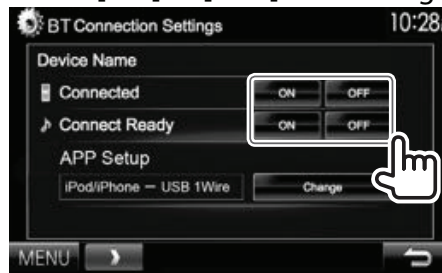 BT Connection Settings 10:28
Device Name
Connected ON OFF
Connect Ready ON OFF
APP Setup
iPod/iPhone − USB 1Wire Change
MENU